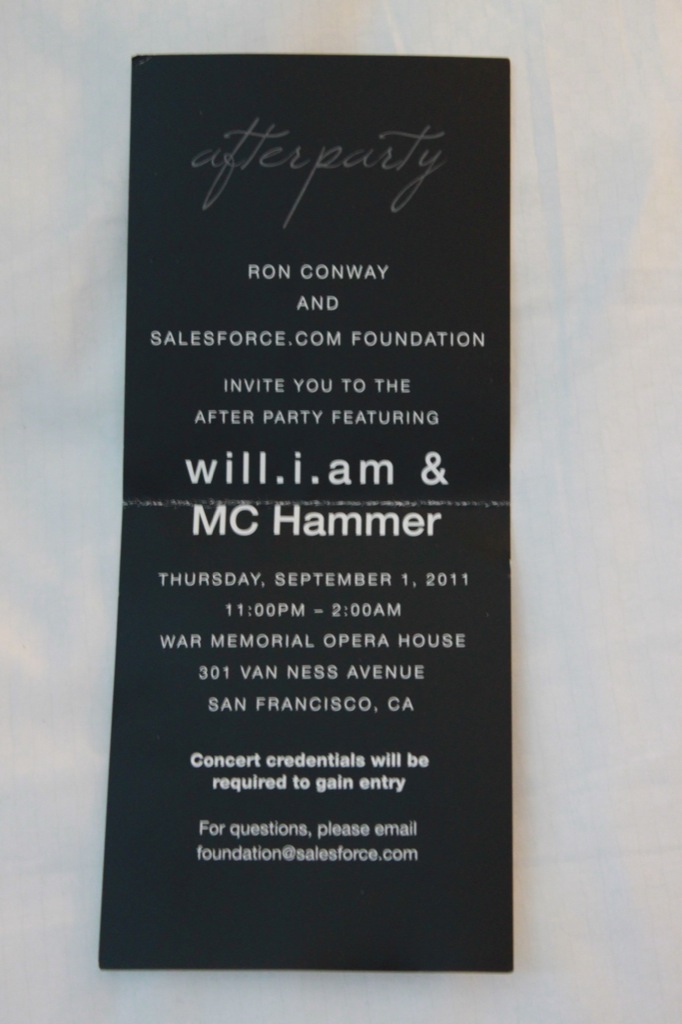 afterparty
RON CONWAY
AND
SALESFORCE.COM FOUNDATION
INVITE YOU TO THE
AFTER PARTY FEATURING
will.i.am &
MC Hammer
THURSDAY, SEPTEMBER 1, 2011
11:00PM – 2:00AM
WAR MEMORIAL OPERA HOUSE
301 VAN NESS AVENUE
SAN FRANCISCO, CA
Concert credentials will be
required to gain entry
For questions, please email
foundation@salesforce.com